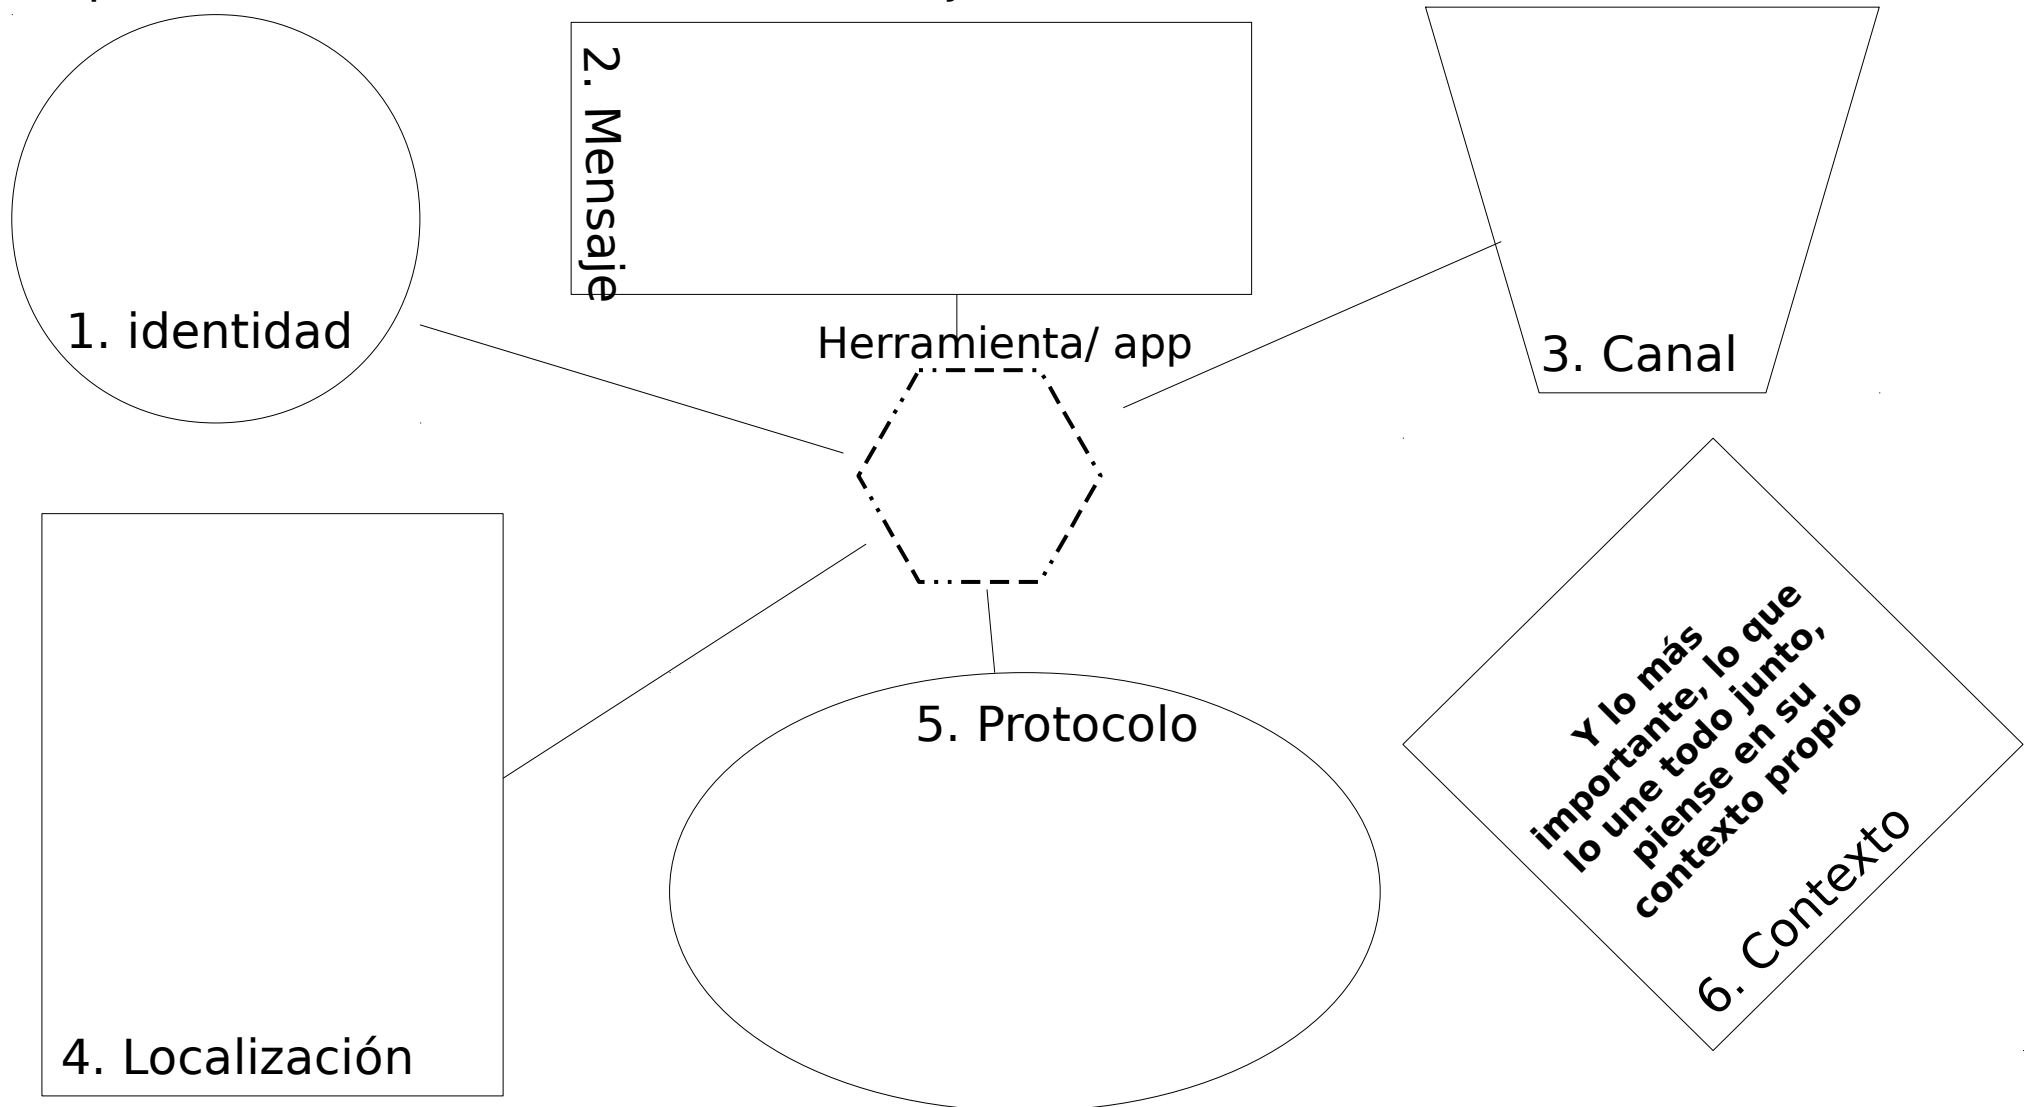 1. identidad
2. Mensaje
3. Canal
Herramienta/ app
4. Localización
5. Protocolo
Y lo más
importante, lo que
lo une todo junto,
piense en su
contexto propio
6. Contexto